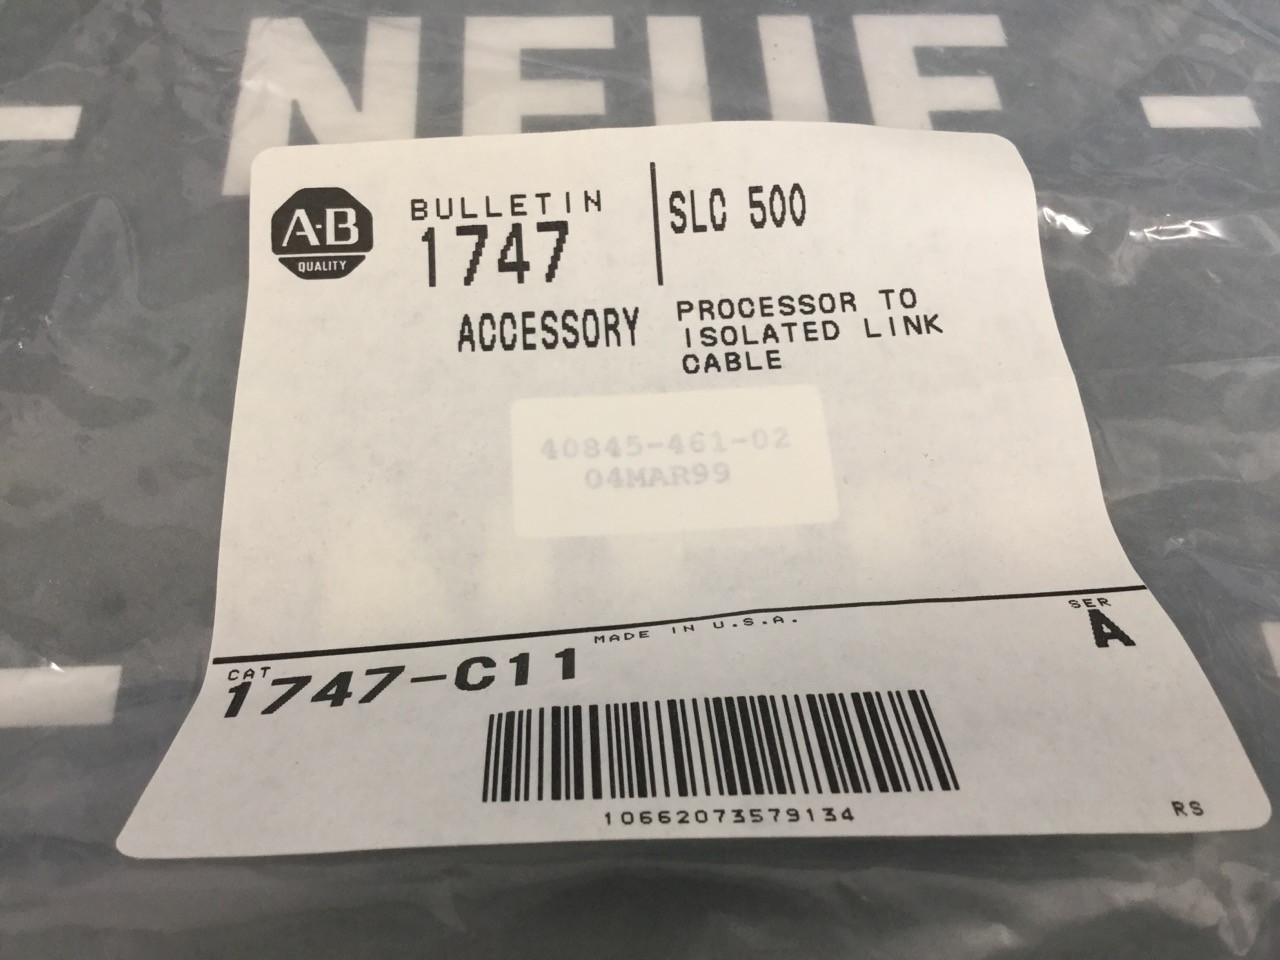 - NEUE -
A-B
QUALITY
BULLETIN
1747
SLC 500
ACCESSORY
PROCESSOR TO
ISOLATED LINK
CABLE
40845-461-02
04MAR99
MADE IN U.S.A.
SER
A
CAT
1747-C11
10662073579134
RS